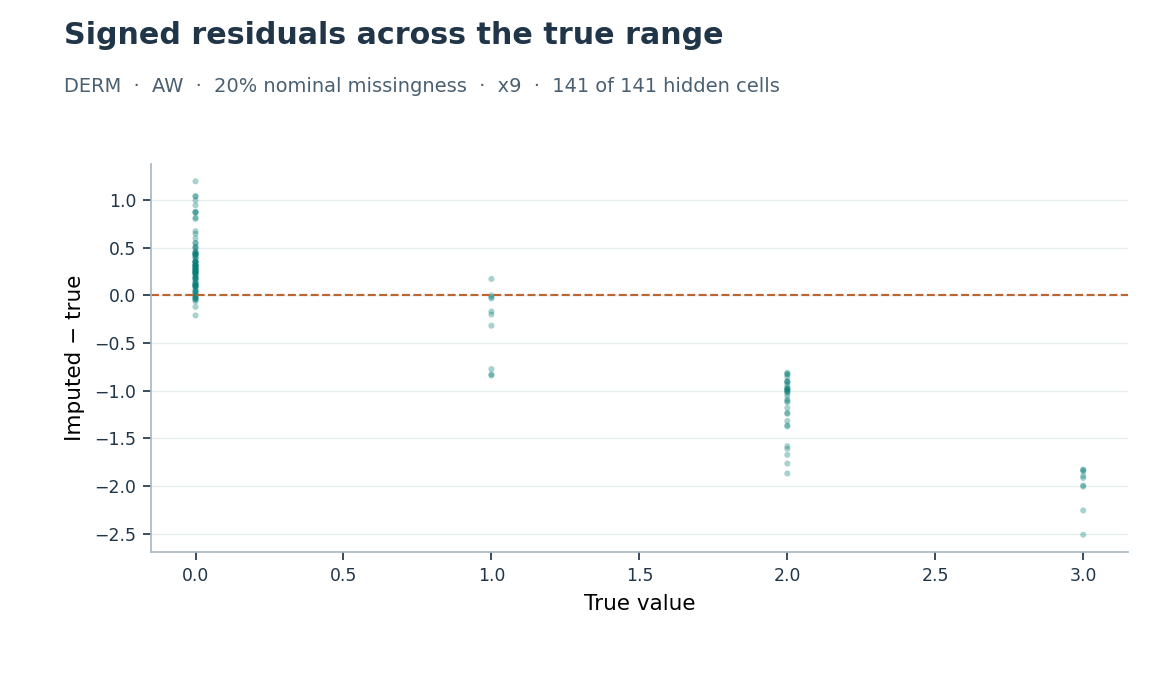 Signed residuals across the true range
DERM · AW · 20% nominal missingness · x9 · 141 of 141 hidden cells
Imputed − true
1.0
0.5
0.0
−0.5
−1.0
−1.5
−2.0
−2.5
0.0 0.5 1.0 1.5 2.0 2.5 3.0
True value